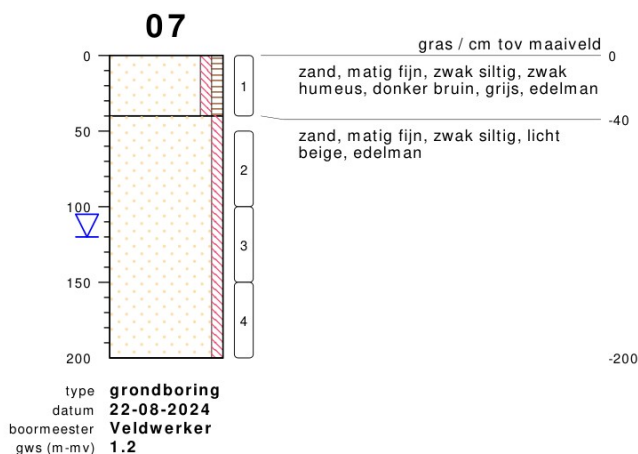 07
gras / cm tov maaiveld
0
0
zand, matig fijn, zwak siltig, zwak
humeus, donker bruin, grijs, edelman
1
-40
50
zand, matig fijn, zwak siltig, licht
beige, edelman
2
100
3
150
4
200
-200
type grondboring
datum 22-08-2024
boormeester Veldwerker
gws (m-mv) 1.2